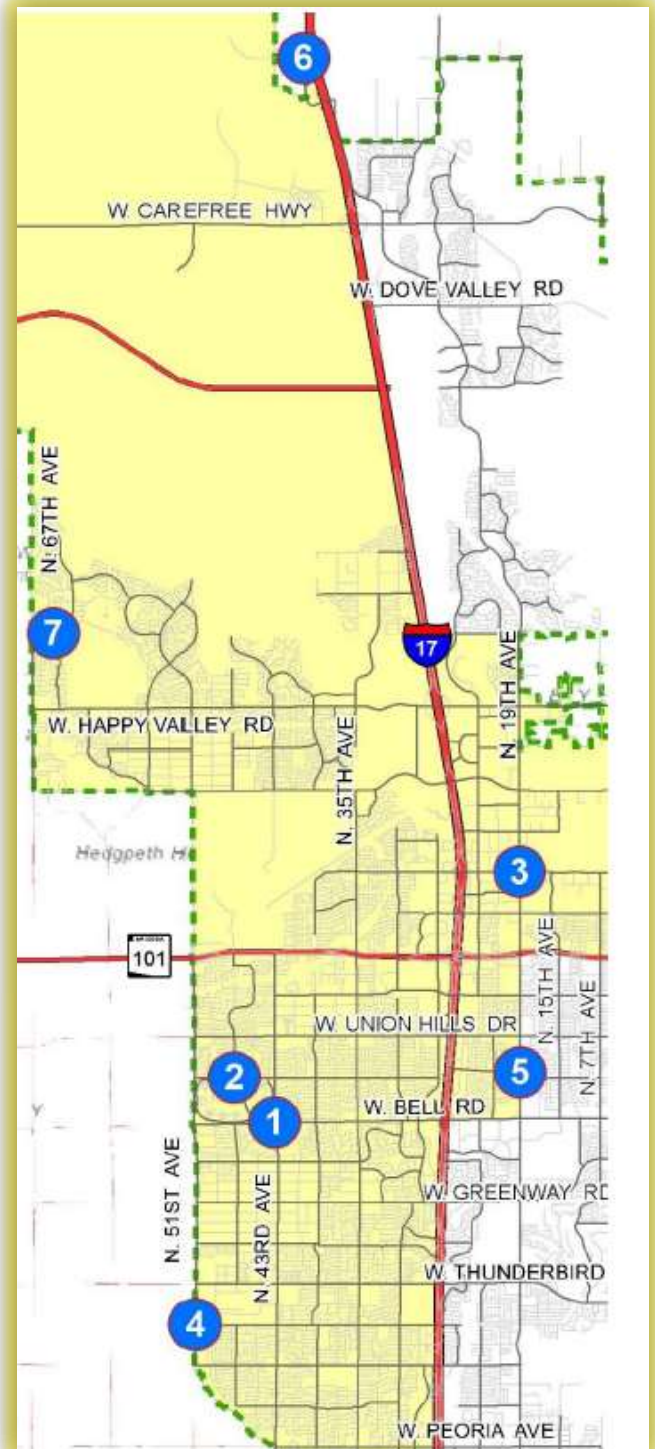 6
W. CAREFREE HWY
W. DOVE VALLEY RD
N. 67TH AVE
7
17
N. 19TH AVE
W. HAPPY VALLEY RD
N. 35TH AVE
3
101
N. 15TH AVE
N. 7TH AVE
W. UNION HILLS DR
2
5
1
W. BELL RD
N. 51ST AVE
N. 43RD AVE
W. GREENWAY RD
W. THUNDERBIRD
4
W. PEORIA AVE